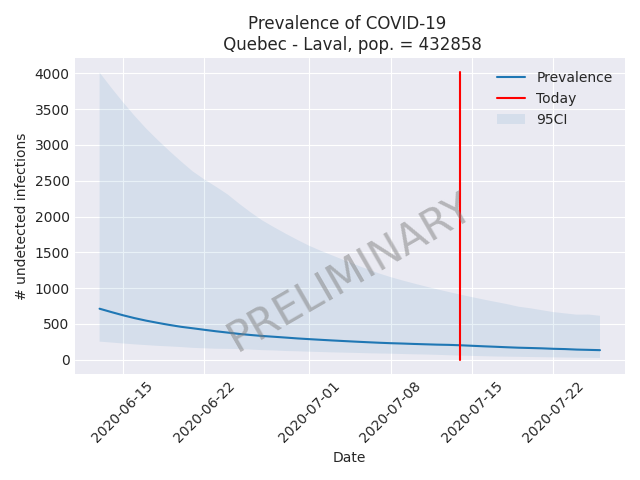 Prevalence of COVID-19
Quebec - Laval, pop. = 432858
# undetected infections
4000
3500
3000
2500
2000
1500
1000
500
0
Prevalence
Today
95CI
PRELIMINARY
2020-06-15
2020-06-22
2020-07-01
2020-07-08
2020-07-15
2020-07-22
Date